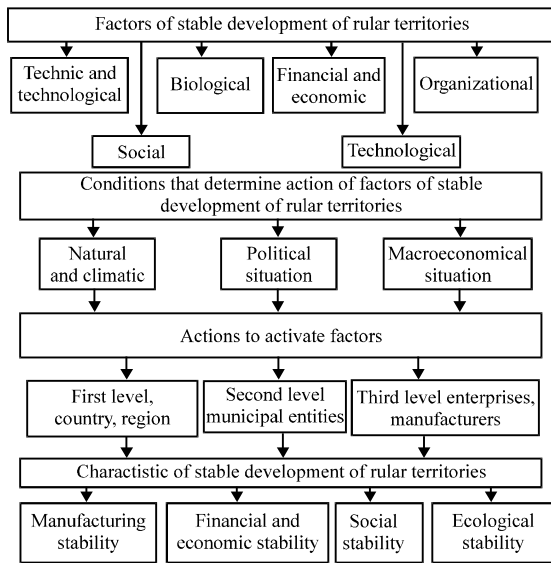 Factors of stable development of rular territories
Technic and
technological
Biological
Financial and
economic
Organizational
Social
Technological
Conditions that determine action of factors of stable
development of rular territories
Natural
and climatic
Political
situation
Macroeconomical
situation
Actions to activate factors
First level,
country, region
Second level
municipal entities
Third level enterprises,
manufacturers
Charactistic of stable development of rular territories
Manufacturing
stability
Financial and
economic stability
Social
stability
Ecological
stability